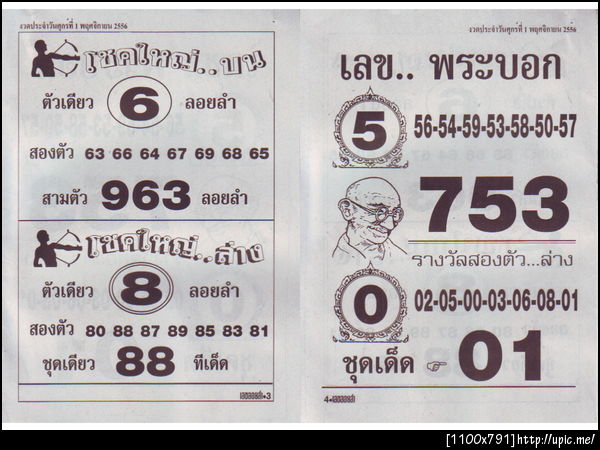 งวดประจำวันศุกร์ที่ 1 พฤศจิกายน 2556
โชคใหญ่..บน
ตัวเดียว 6 ลอยลำ
สองตัว 63 66 64 67 69 68 65
สามตัว 963 ลอยลำ
โชคใหญ่..ล่าง
ตัวเดียว 8 ลอยลำ
สองตัว 80 88 87 89 85 83 81
ชุดเดียว 88 ทีเด็ด
งวดประจำวันศุกร์ที่ 1 พฤศจิกายน 2556
เลข.. พระบอก
5 56-54-59-53-58-50-57
753
รางวัลสองตัว...ล่าง
0 02-05-00-03-06-08-01
ชุดเด็ด ☞ 01
[1100x791]http://upic.me/